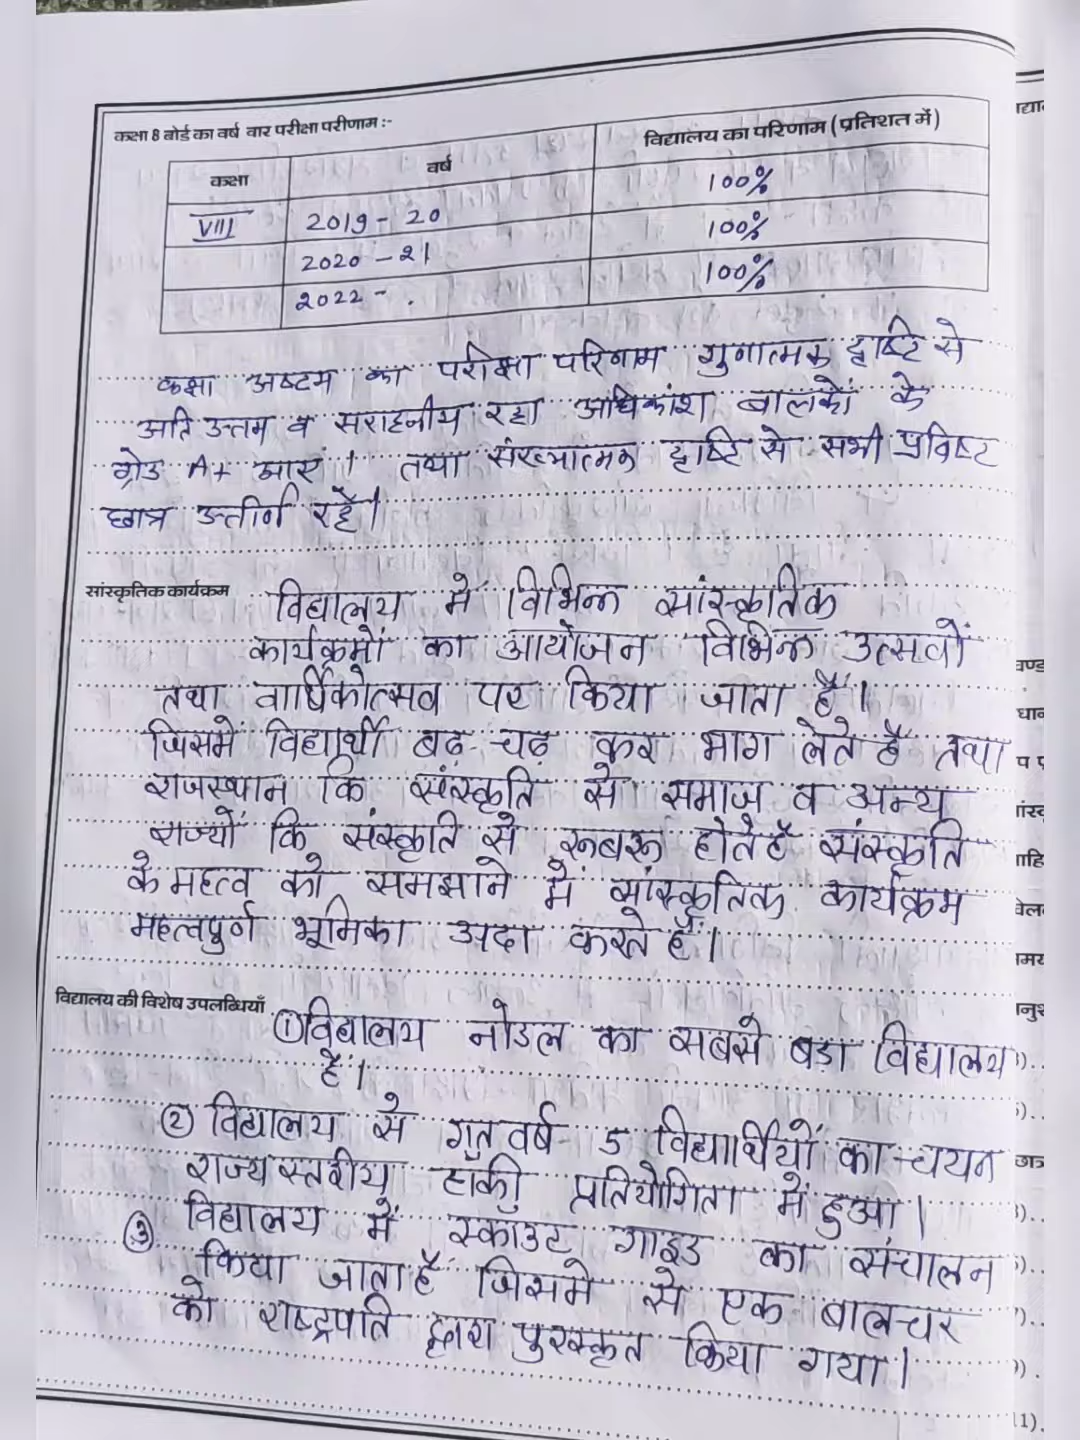 कक्षा 8 बोर्ड का वर्ष वार परीक्षा परीणाम :-
कक्षा वर्ष विद्यालय का परिणाम (प्रतिशत में)
VIII 2019 - 20 100%
2020 - 21 100%
2022 - . 100%
कक्षा अष्टम का परीक्षा परिणाम गुणात्मक दृष्टि से
अति उत्तम व सराहनीय रहा अधिकांश बालकों के
ग्रेड A+ आए। तथा संख्यात्मक दृष्टि से सभी प्रविष्ट
छात्र उत्तीर्ण रहें।
सांस्कृतिक कार्यक्रम विद्यालय में विभिन्न सांस्कृतिक
कार्यक्रमों का आयोजन विभिन्न उत्सवों
तथा वार्षिकोत्सव पर किया जाता हैं।
जिसमें विद्यार्थी बढ़ चढ़ कर भाग लेते है तथा
राजस्थान कि संस्कृति से समाज व अन्य
राज्यों कि संस्कृति से रूबरू होते है संस्कृति
के महत्व को समझाने में सांस्कृतिक कार्यक्रम
महत्वपुर्ण भूमिका अदा करते हैं।
विद्यालय की विशेष उपलब्धियाँ ① विद्यालय नोडल का सबसे बड़ा विद्यालय
हैं।
② विद्यालय से गत वर्ष 5 विद्यार्थियों का चयन
राज्य स्तरीय हाकी प्रतियोगिता में हुआ।
③ विद्यालय में स्काउट गाइड का संचालन
किया जाता हैं जिसमे से एक बालचर
को राष्ट्रपति द्वारा पुरस्कृत किया गया।